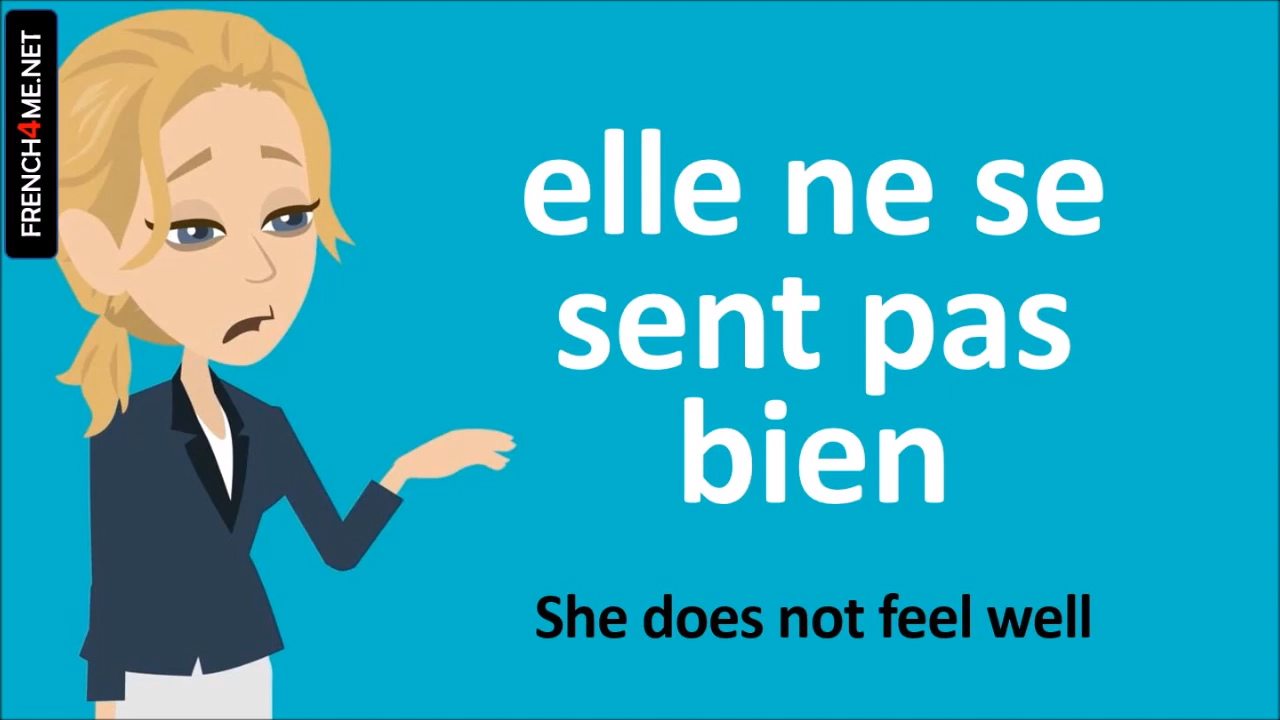 FRENCH4ME.NET
elle ne se
sent pas
bien
She does not feel well